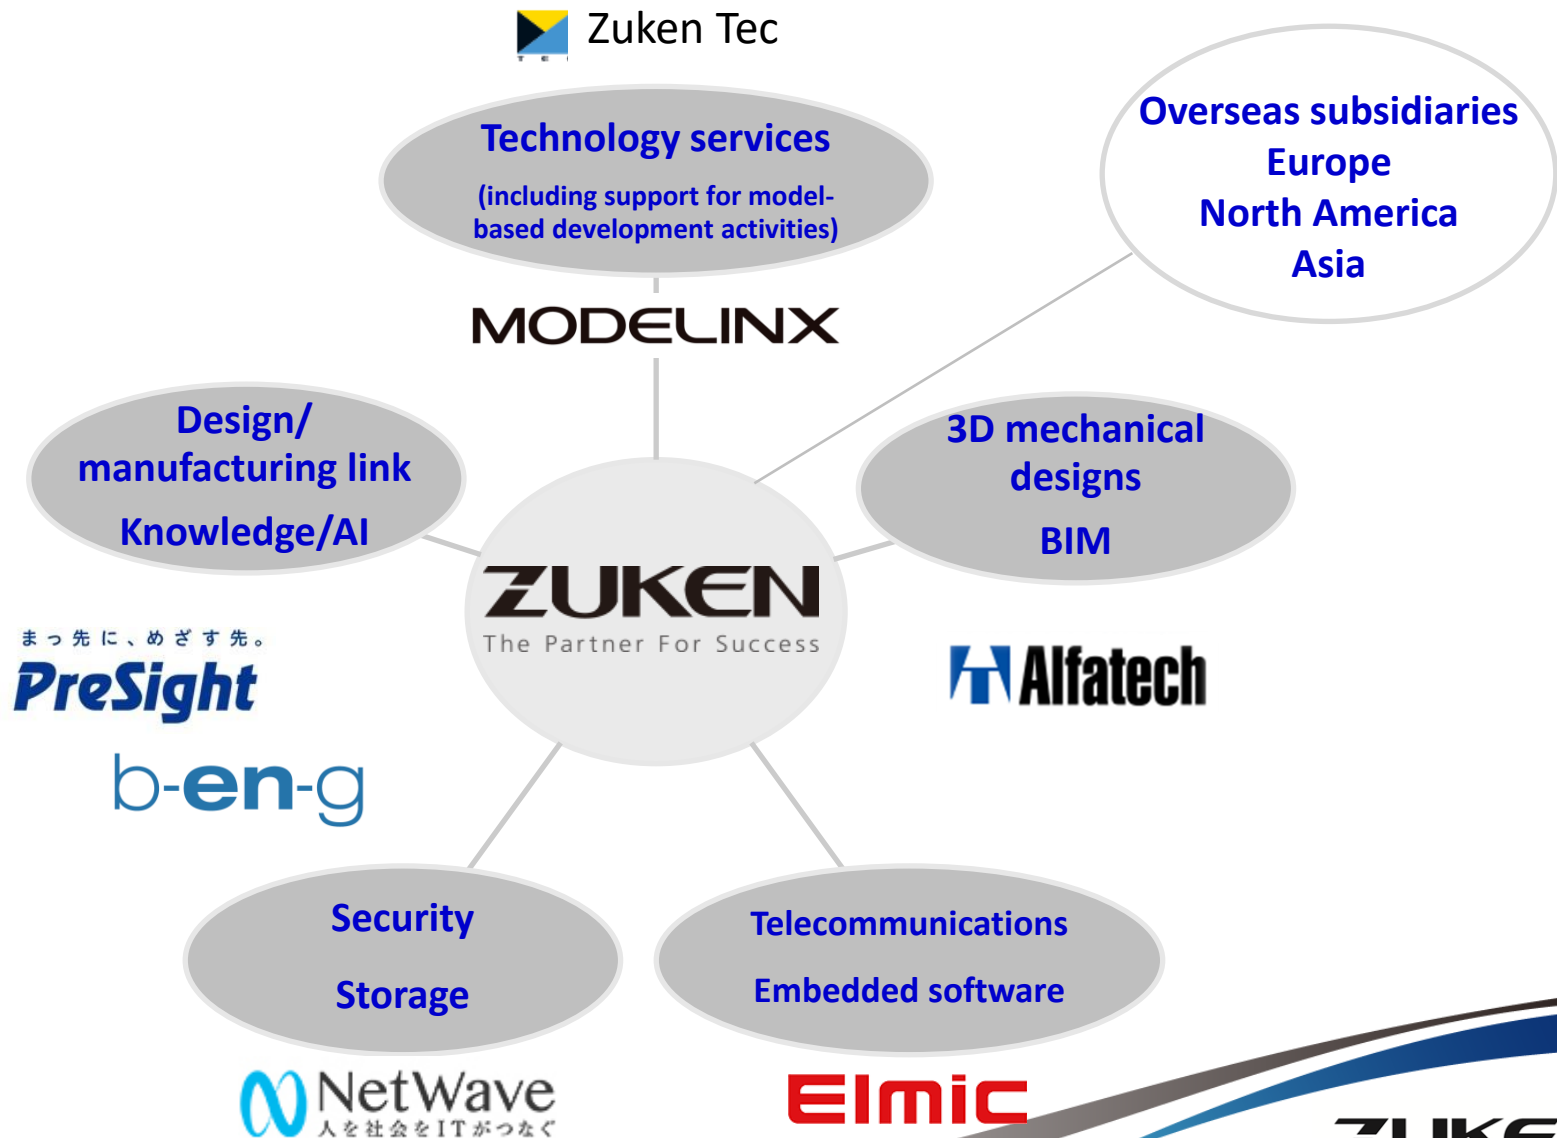 Zuken Tec
Technology services
(including support for model-
based development activities)
Overseas subsidiaries
Europe
North America
Asia
MODELINX
Design/
manufacturing link
Knowledge/AI
3D mechanical
designs
BIM
ZUKEN
The Partner For Success
まっ先に、めざす先。
PreSight
b-en-g
Alfatech
Security
Storage
Telecommunications
Embedded software
NetWave
人を社会をITがつなぐ
Elmic